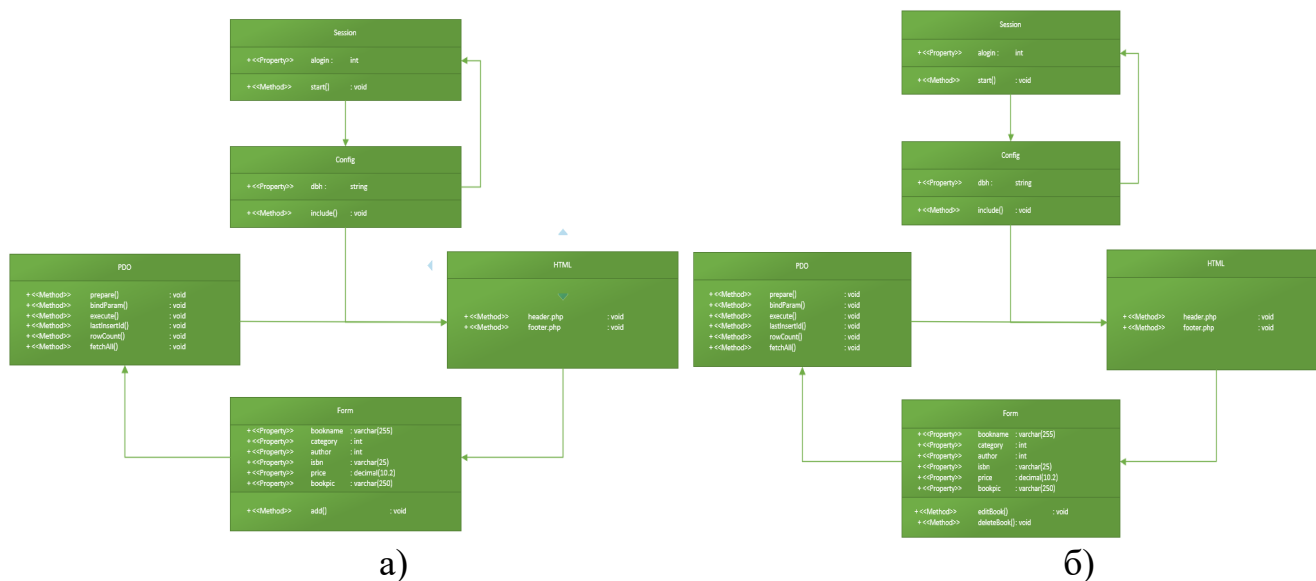 Session
+ <<Property>> alogin : int
+ <<Method>> start() : void
Config
+ <<Property>> dbh : string
+ <<Method>> include() : void
PDO
+ <<Method>> prepare() : void
+ <<Method>> bindParam() : void
+ <<Method>> execute() : void
+ <<Method>> lastInsertId() : void
+ <<Method>> rowCount() : void
+ <<Method>> fetchAll() : void
HTML
+ <<Method>> header.php : void
+ <<Method>> footer.php : void
Form
+ <<Property>> bookname : varchar(255)
+ <<Property>> category : int
+ <<Property>> author : int
+ <<Property>> isbn : varchar(25)
+ <<Property>> price : decimal(10.2)
+ <<Property>> bookpic : varchar(250)
+ <<Method>> add() : void
а)
Session
+ <<Property>> alogin : int
+ <<Method>> start() : void
Config
+ <<Property>> dbh : string
+ <<Method>> include() : void
PDO
+ <<Method>> prepare() : void
+ <<Method>> bindParam() : void
+ <<Method>> execute() : void
+ <<Method>> lastInsertId() : void
+ <<Method>> rowCount() : void
+ <<Method>> fetchAll() : void
HTML
+ <<Method>> header.php : void
+ <<Method>> footer.php : void
Form
+ <<Property>> bookname : varchar(255)
+ <<Property>> category : int
+ <<Property>> author : int
+ <<Property>> isbn : varchar(25)
+ <<Property>> price : decimal(10.2)
+ <<Property>> bookpic : varchar(250)
+ <<Method>> editBook() : void
+ <<Method>> deleteBook() : void
б)